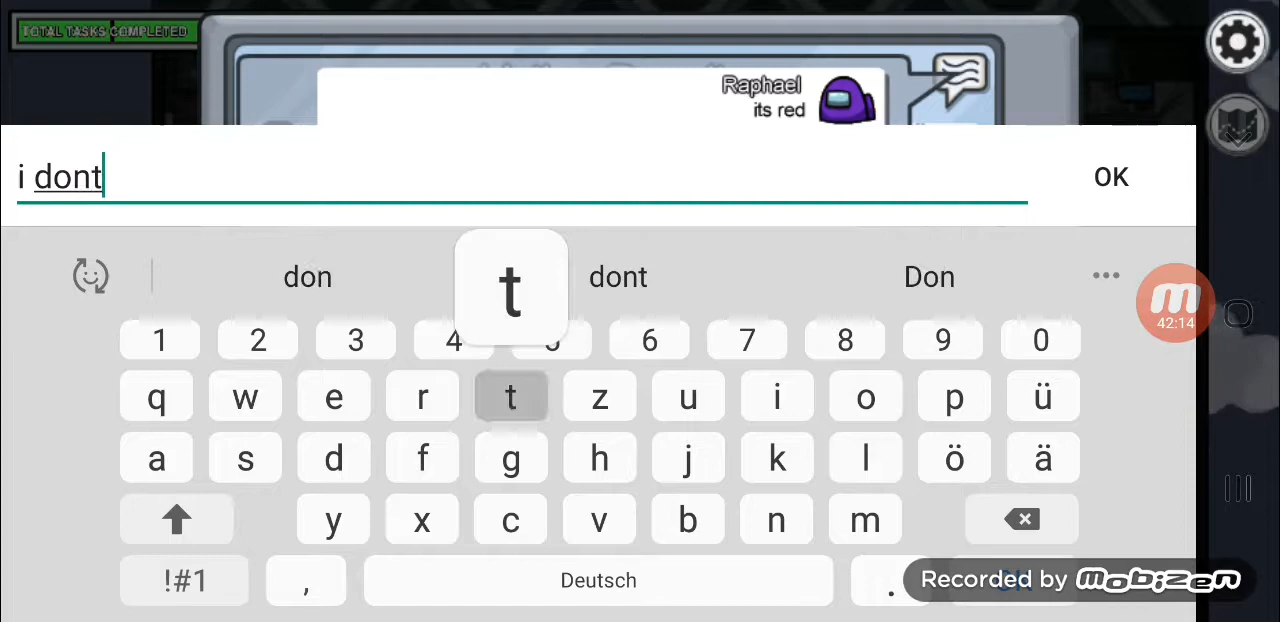 TOTAL TASKS COMPLETED
Raphael
its red
i dont
OK
don
t
dont
Don
1 2 3 4 6 7 8 9 0
42:14
q w e r t z u i o p ü
a s d f g h j k l ö ä
y x c v b n m
!#1 , Deutsch .
Recorded by mobizen